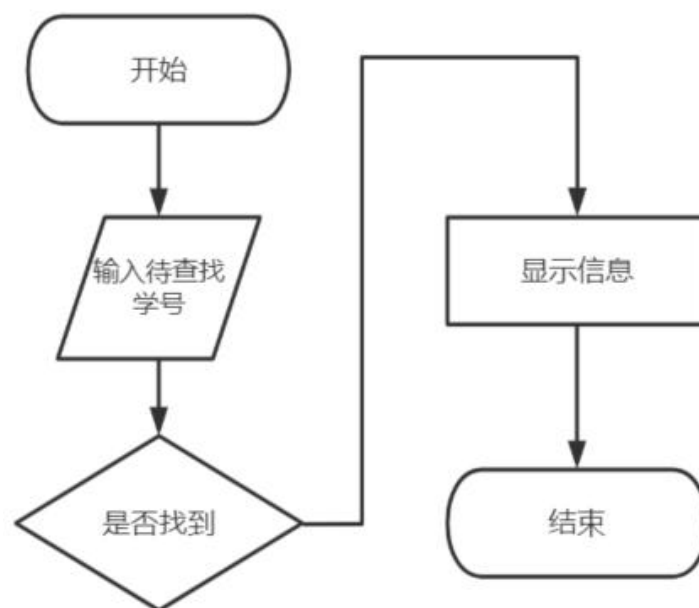 开始
输入待查找
学号
是否找到
显示信息
结束